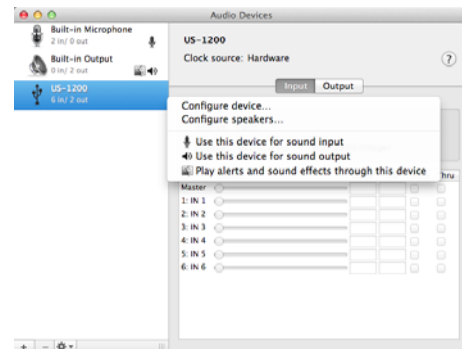 Audio Devices
Built-in Microphone
2 in/ 0 out
Built-in Output
0 in/ 2 out
US-1200
6 in/ 2 out
US-1200
Clock source: Hardware
?
Input Output
Configure device...
Configure speakers...
Use this device for sound input
Use this device for sound output
Play alerts and sound effects through this device
Thru
Master
1: IN 1
2: IN 2
3: IN 3
4: IN 4
5: IN 5
6: IN 6